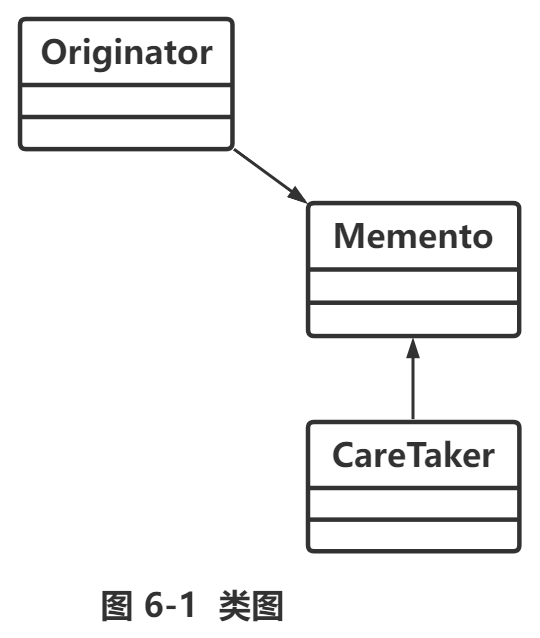 Originator
Memento
CareTaker
图 6-1 类图